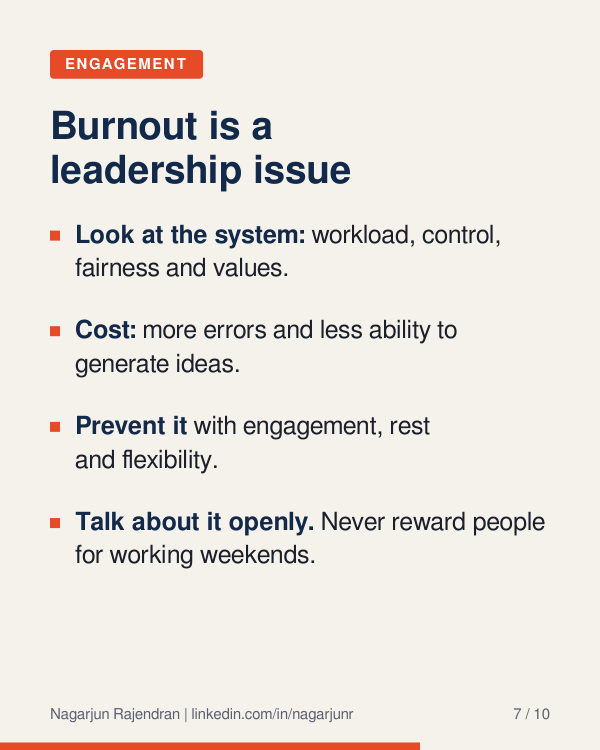 ENGAGEMENT
Burnout is a
leadership issue
Look at the system: workload, control,
fairness and values.
Cost: more errors and less ability to
generate ideas.
Prevent it with engagement, rest
and flexibility.
Talk about it openly. Never reward people
for working weekends.
Nagarjun Rajendran | linkedin.com/in/nagarjunr
7 / 10